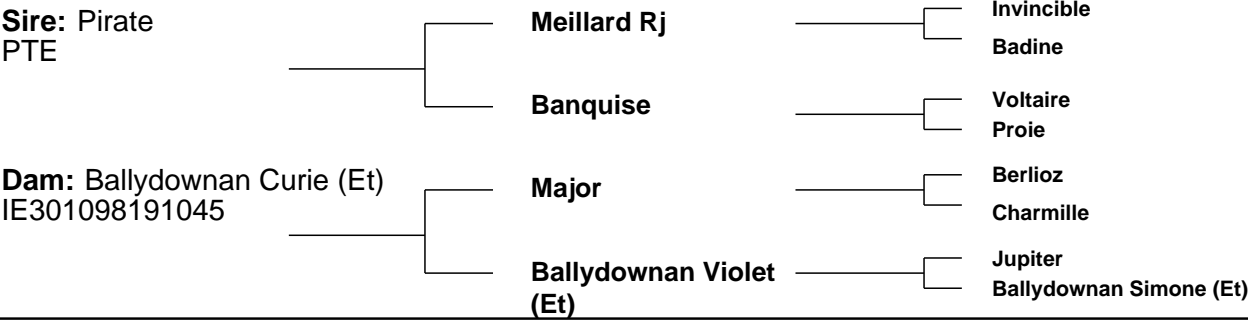 Sire: Pirate
PTE
Meillard Rj
Invincible
Badine
Banquise
Voltaire
Proie
Dam: Ballydownan Curie (Et)
IE301098191045
Major
Berlioz
Charmille
Ballydownan Violet
(Et)
Jupiter
Ballydownan Simone (Et)